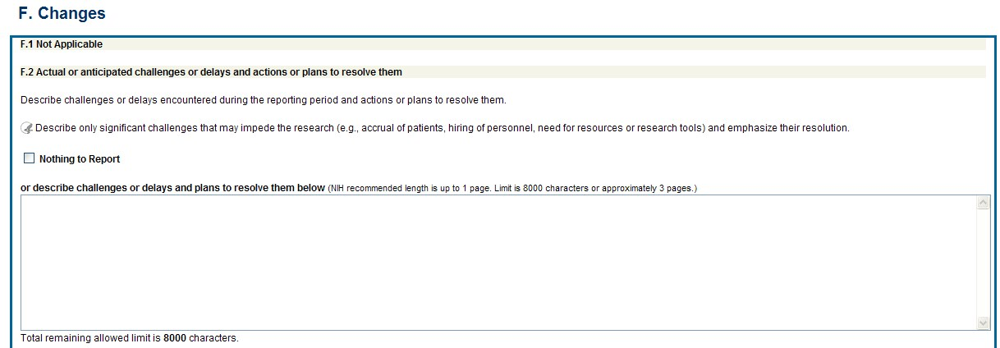 F. Changes
F.1 Not Applicable
F.2 Actual or anticipated challenges or delays and actions or plans to resolve them
Describe challenges or delays encountered during the reporting period and actions or plans to resolve them.
Describe only significant challenges that may impede the research (e.g., accrual of patients, hiring of personnel, need for resources or research tools) and emphasize their resolution.
Nothing to Report
or describe challenges or delays and plans to resolve them below (NIH recommended length is up to 1 page. Limit is 8000 characters or approximately 3 pages.)
Total remaining allowed limit is 8000 characters.